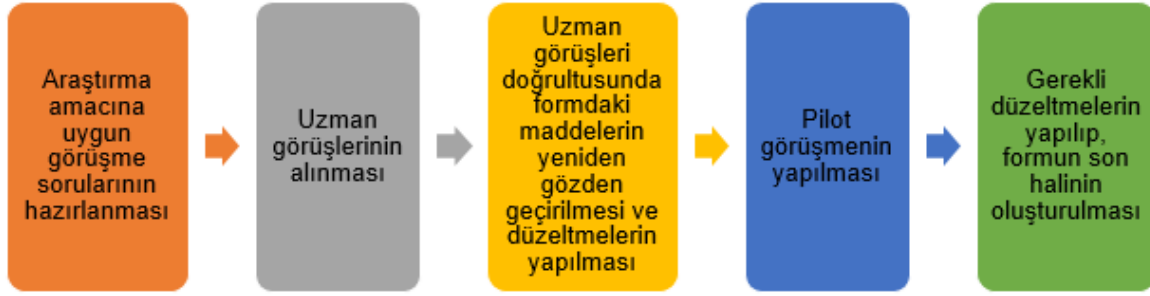 Araştırma
amacına
uygun
görüşme
sorularının
hazırlanması
Uzman
görüşlerinin
alınması
Uzman
görüşleri
doğrultusunda
formdaki
maddelerin
yeniden
gözden
geçirilmesi ve
düzeltmelerin
yapılması
Pilot
görüşmenin
yapılması
Gerekli
düzeltmelerin
yapılıp,
formun son
halinin
oluşturulması